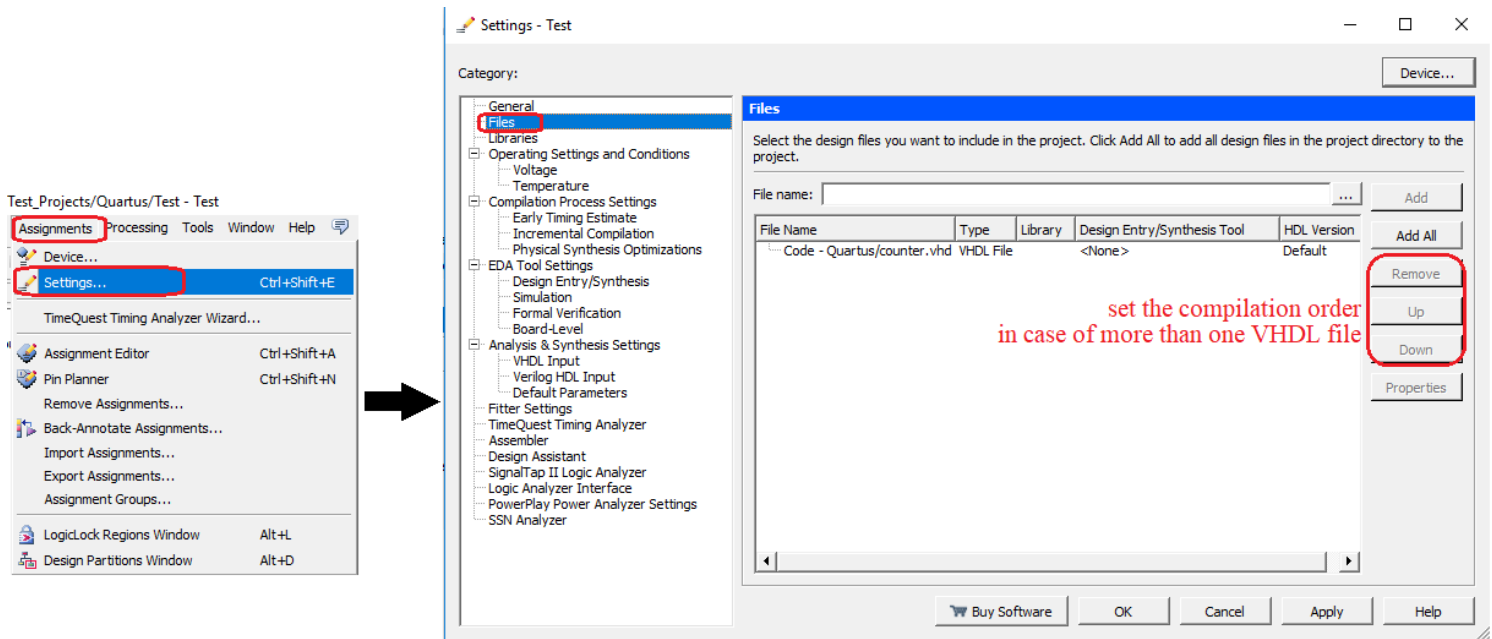 Test_Projects/Quartus/Test - Test
Assignments Processing Tools Window Help
Device...
Settings... Ctrl+Shift+E
TimeQuest Timing Analyzer Wizard...
Assignment Editor Ctrl+Shift+A
Pin Planner Ctrl+Shift+N
Remove Assignments...
Back-Annotate Assignments...
Import Assignments...
Export Assignments...
Assignment Groups...
LogicLock Regions Window Alt+L
Design Partitions Window Alt+D
Settings - Test
Category:
Device...
General
Files
Libraries
Operating Settings and Conditions
Voltage
Temperature
Compilation Process Settings
Early Timing Estimate
Incremental Compilation
Physical Synthesis Optimizations
EDA Tool Settings
Design Entry/Synthesis
Simulation
Formal Verification
Board-Level
Analysis & Synthesis Settings
VHDL Input
Verilog HDL Input
Default Parameters
Fitter Settings
TimeQuest Timing Analyzer
Assembler
Design Assistant
SignalTap II Logic Analyzer
Logic Analyzer Interface
PowerPlay Power Analyzer Settings
SSN Analyzer
Files
Select the design files you want to include in the project. Click Add All to add all design files in the project directory to the
project.
File name: ... Add
File Name Type Library Design Entry/Synthesis Tool HDL Version
Code - Quartus/counter.vhd VHDL File <None> Default
Add All
Remove
Up
Down
Properties
set the compilation order
in case of more than one VHDL file
Buy Software OK Cancel Apply Help